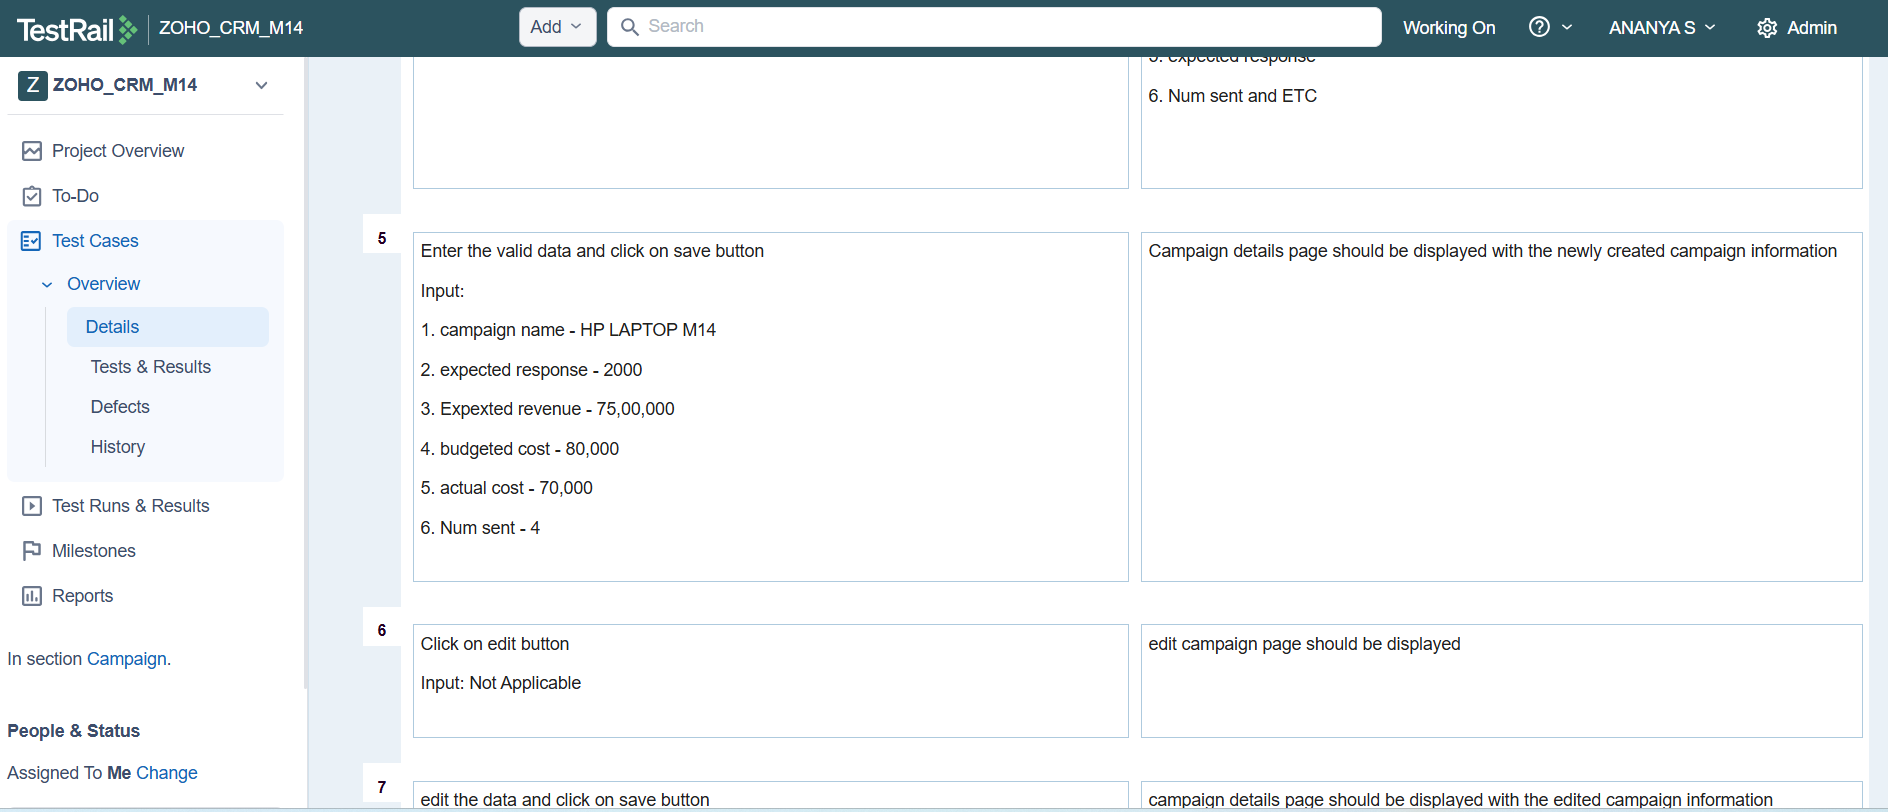 TestRail
ZOHO_CRM_M14
Add
Search
Working On
ANANYA S
Admin
Z ZOHO_CRM_M14
Project Overview
To-Do
Test Cases
Overview
Details
Tests & Results
Defects
History
Test Runs & Results
Milestones
Reports
In section Campaign.
People & Status
Assigned To Me Change
5. expected response
6. Num sent and ETC
5
Enter the valid data and click on save button
Input:
1. campaign name - HP LAPTOP M14
2. expected response - 2000
3. Expexted revenue - 75,00,000
4. budgeted cost - 80,000
5. actual cost - 70,000
6. Num sent - 4
Campaign details page should be displayed with the newly created campaign information
6
Click on edit button
Input: Not Applicable
edit campaign page should be displayed
7
edit the data and click on save button
campaign details page should be displayed with the edited campaign information